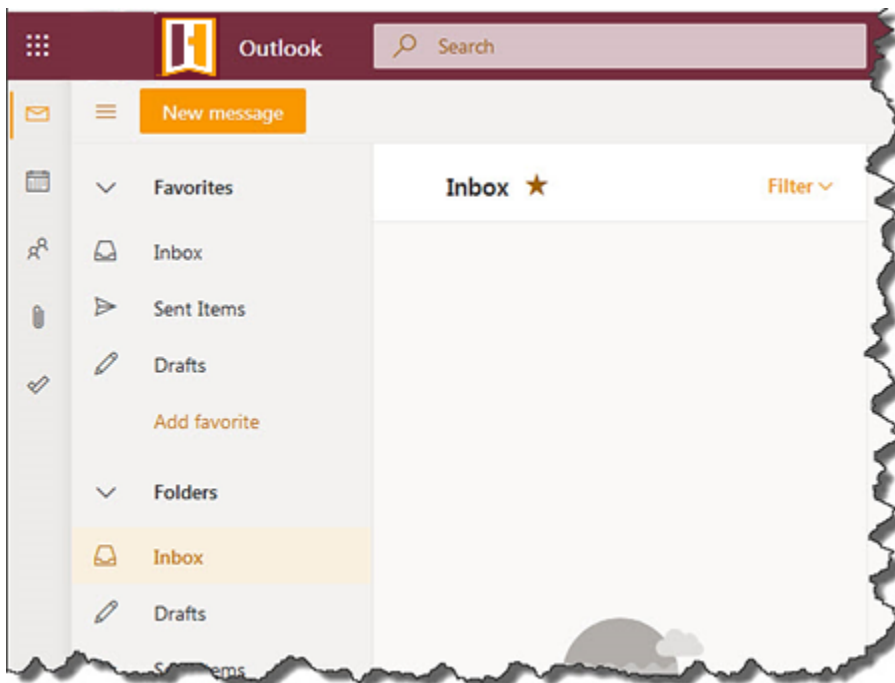 Outlook
Search
New message
Favorites
Inbox
Sent Items
Drafts
Add favorite
Folders
Inbox
Drafts
Inbox
Filter